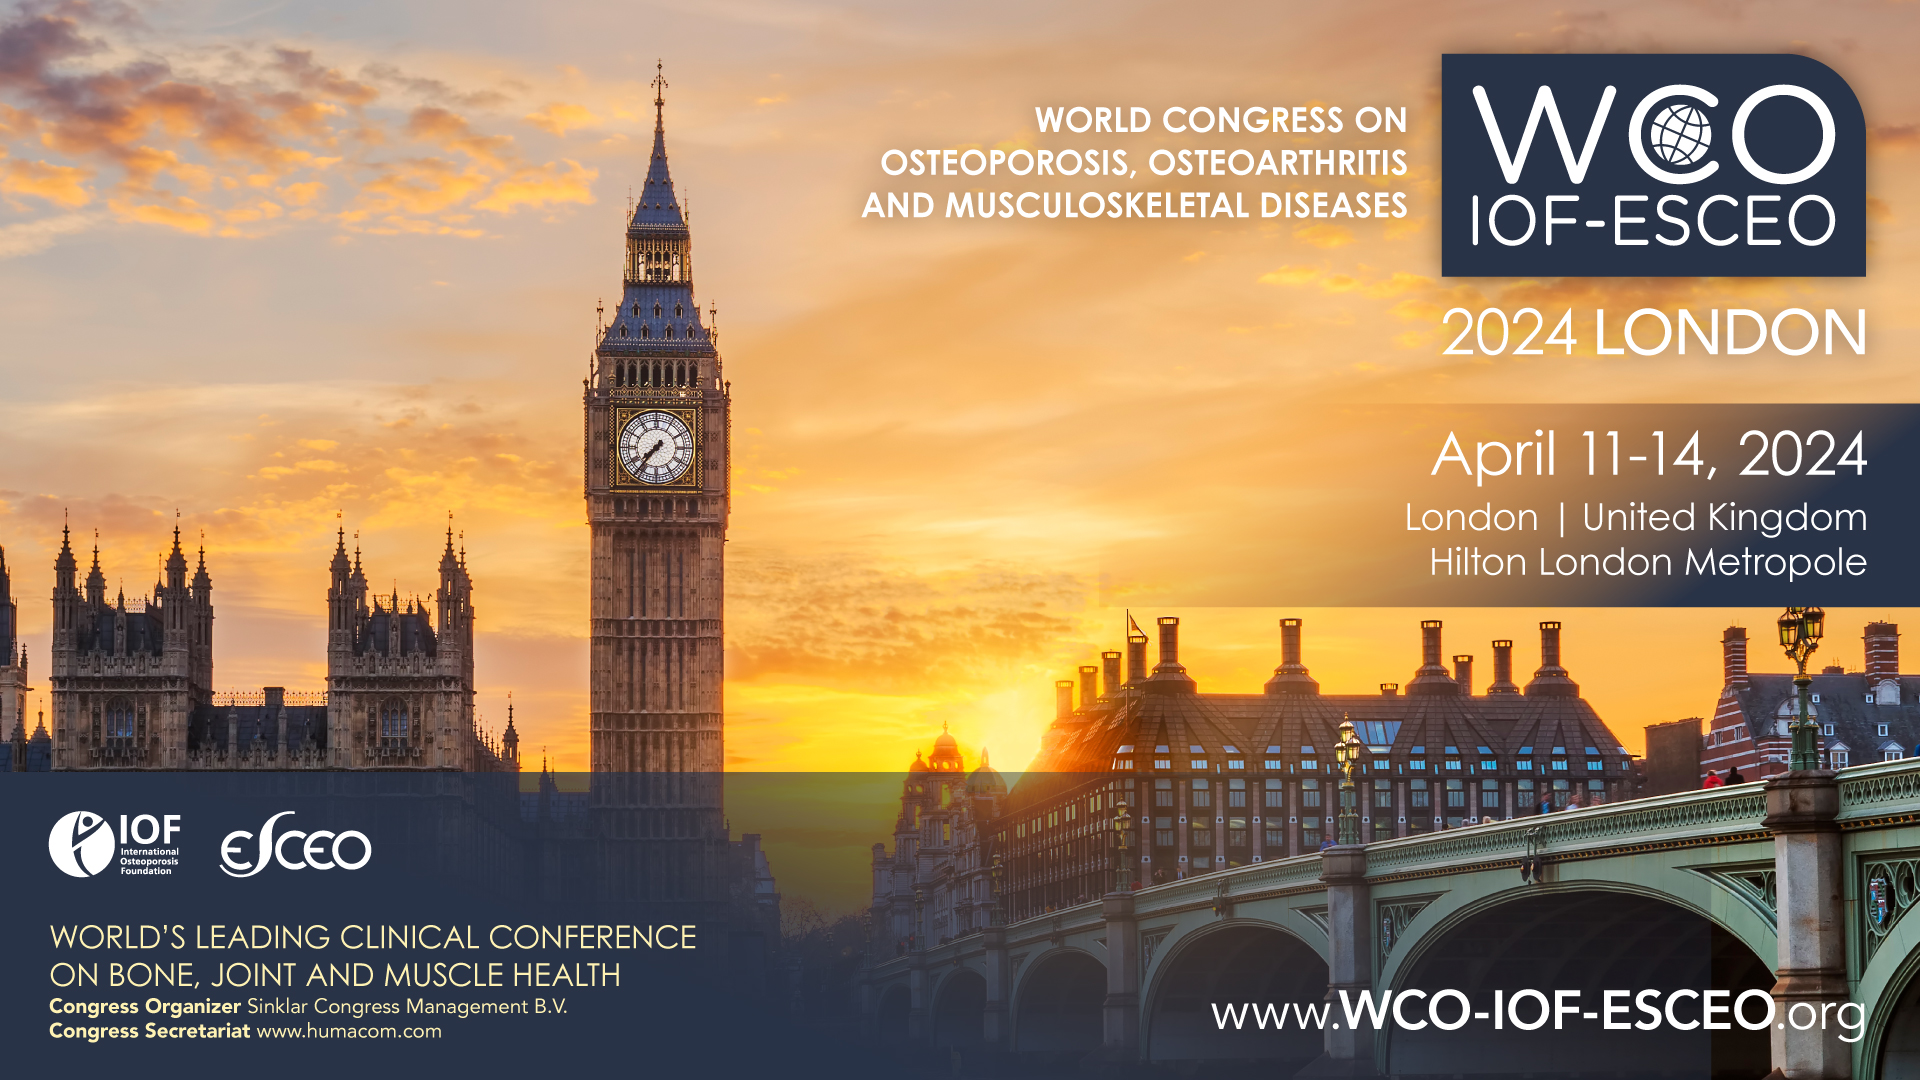 WORLD CONGRESS ON
OSTEOPOROSIS, OSTEOARTHRITIS
AND MUSCULOSKELETAL DISEASES
WCO
IOF-ESCEO
2024 LONDON
April 11-14, 2024
London | United Kingdom
Hilton London Metropole
IOF
International
Osteoporosis
Foundation
ESCEO
WORLD'S LEADING CLINICAL CONFERENCE
ON BONE, JOINT AND MUSCLE HEALTH
Congress Organizer Sinklar Congress Management B.V.
Congress Secretariat www.humacom.com
www.WCO-IOF-ESCEO.org